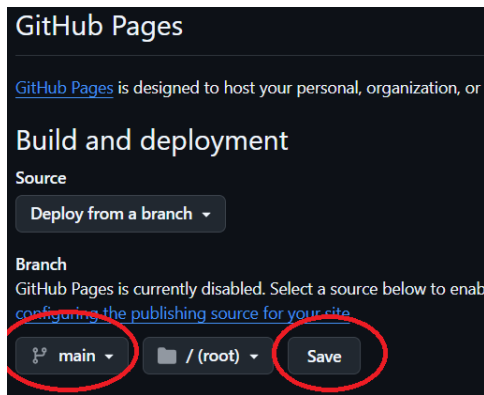 GitHub Pages
GitHub Pages is designed to host your personal, organization, or
Build and deployment
Source
Deploy from a branch
Branch
GitHub Pages is currently disabled. Select a source below to enab
configuring the publishing source for your site
main / (root) Save